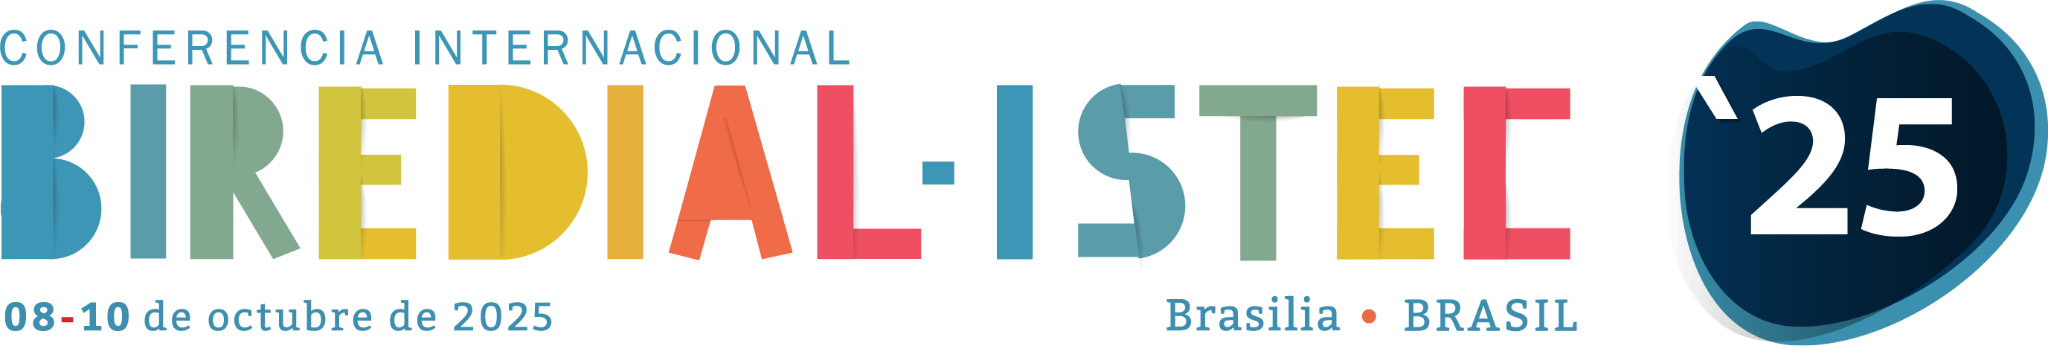 CONFERENCIA INTERNACIONAL
BIREDIAL-ISTEC
`25
08-10 de octubre de 2025
Brasilia • BRASIL